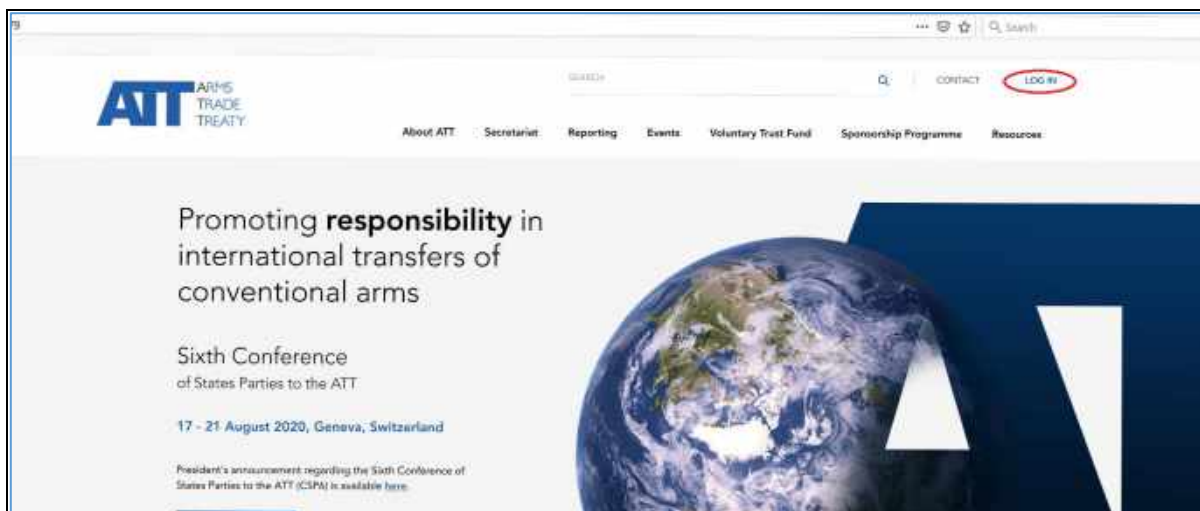 Search
ATT ARMS
TRADE
TREATY
SEARCH
CONTACT LOG IN
About ATT Secretariat Reporting Events Voluntary Trust Fund Sponsorship Programme Resources
Promoting responsibility in
international transfers of
conventional arms
Sixth Conference
of States Parties to the ATT
17 - 21 August 2020, Geneva, Switzerland
President's announcement regarding the Sixth Conference of
States Parties to the ATT (CSP6) is available here.